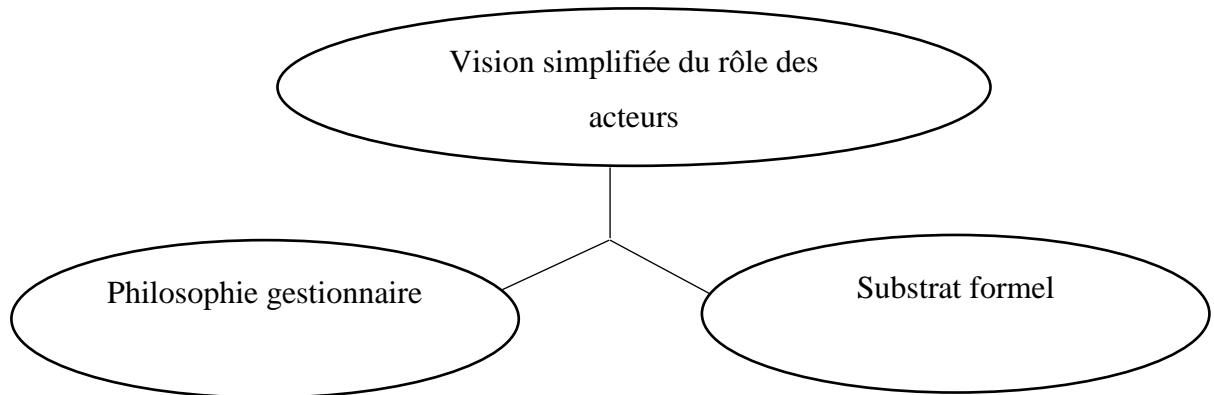 Vision simplifiée du rôle des
acteurs
Philosophie gestionnaire
Substrat formel